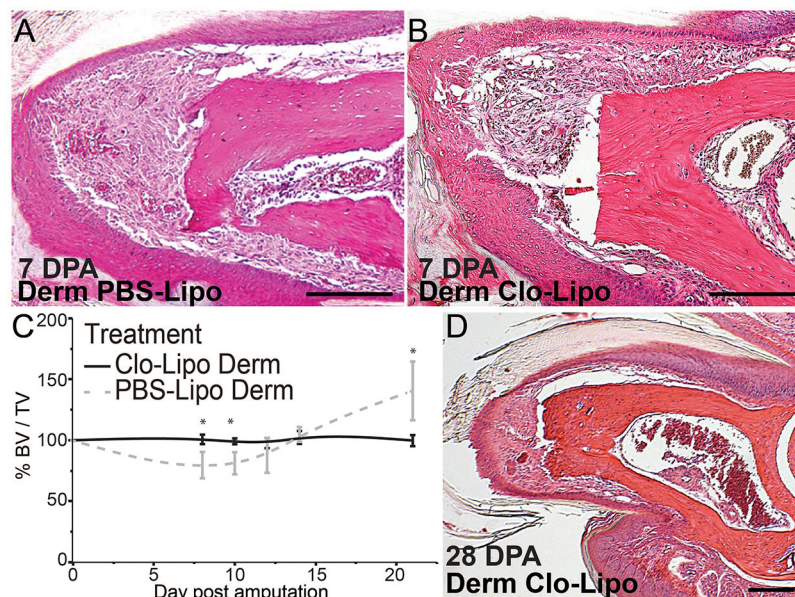 A
7 DPA
Derm PBS-Lipo
B
7 DPA
Derm Clo-Lipo
C
200
150
100
50
0
% BV / TV
Treatment
Clo-Lipo Derm
PBS-Lipo Derm
*
*
*
0
5
10
15
20
Day post amputation
D
28 DPA
Derm Clo-Lipo